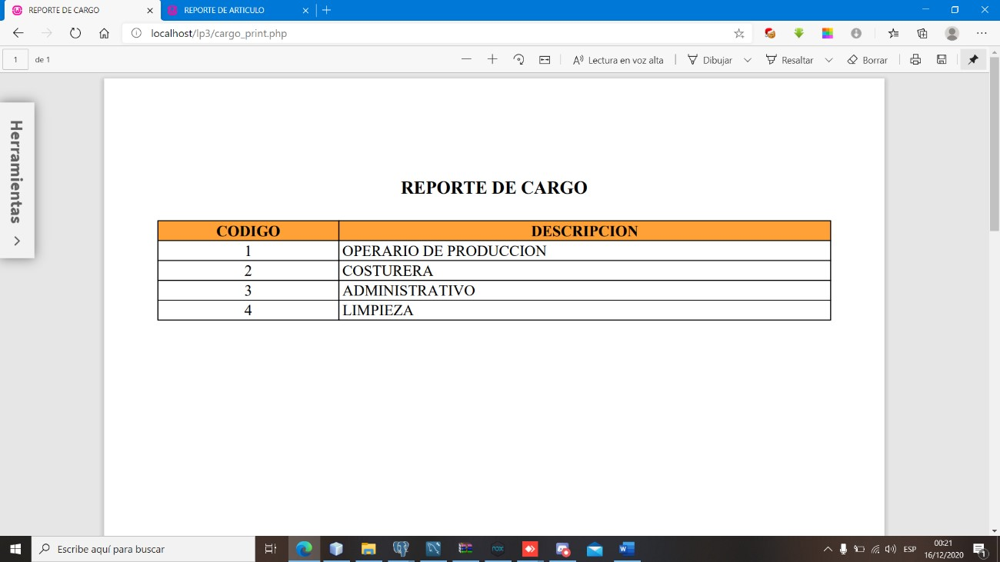 REPORTE DE CARGO
REPORTE DE ARTICULO
localhost/lp3/cargo_print.php
1 de 1
Lectura en voz alta
Dibujar
Resaltar
Borrar
Herramientas
REPORTE DE CARGO
CODIGO DESCRIPCION
1 OPERARIO DE PRODUCCION
2 COSTURERA
3 ADMINISTRATIVO
4 LIMPIEZA
Escribe aquí para buscar
nox
ESP
00:21
16/12/2020
1